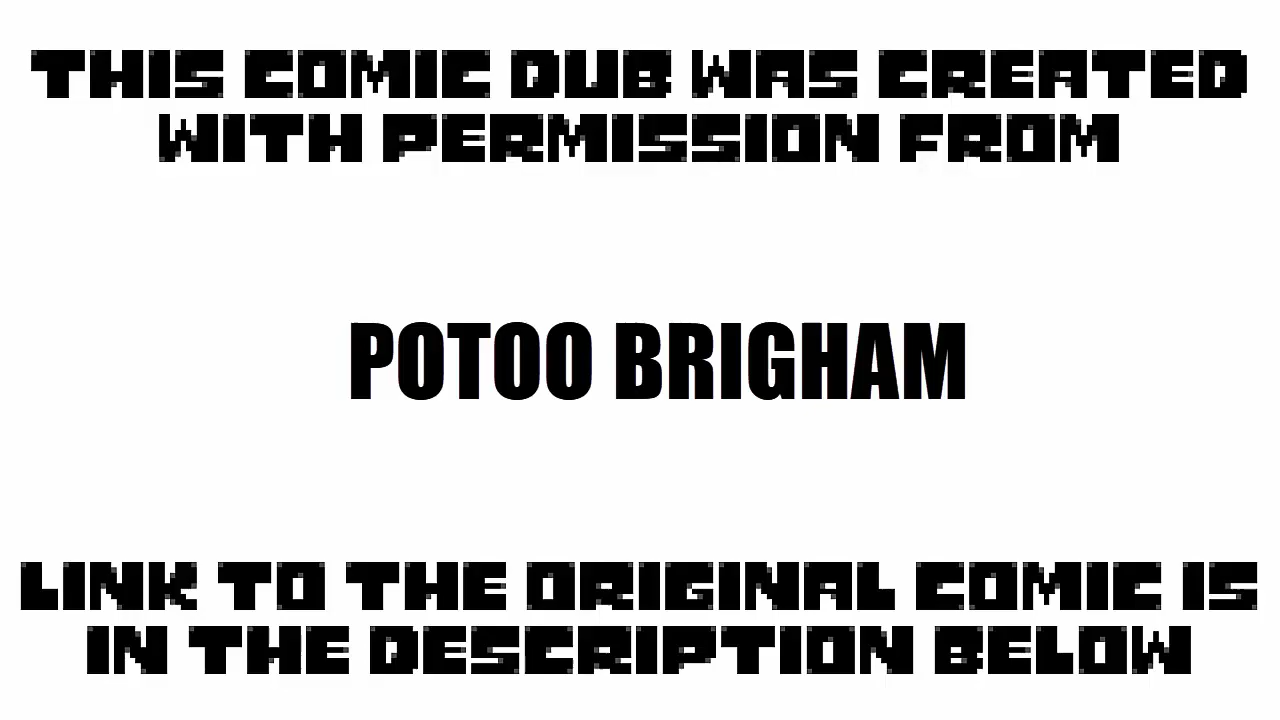 THIS COMIC DUB WAS CREATED
WITH PERMISSION FROM
POTOO BRIGHAM
LINK TO THE ORIGINAL COMIC IS
IN THE DESCRIPTION BELOW